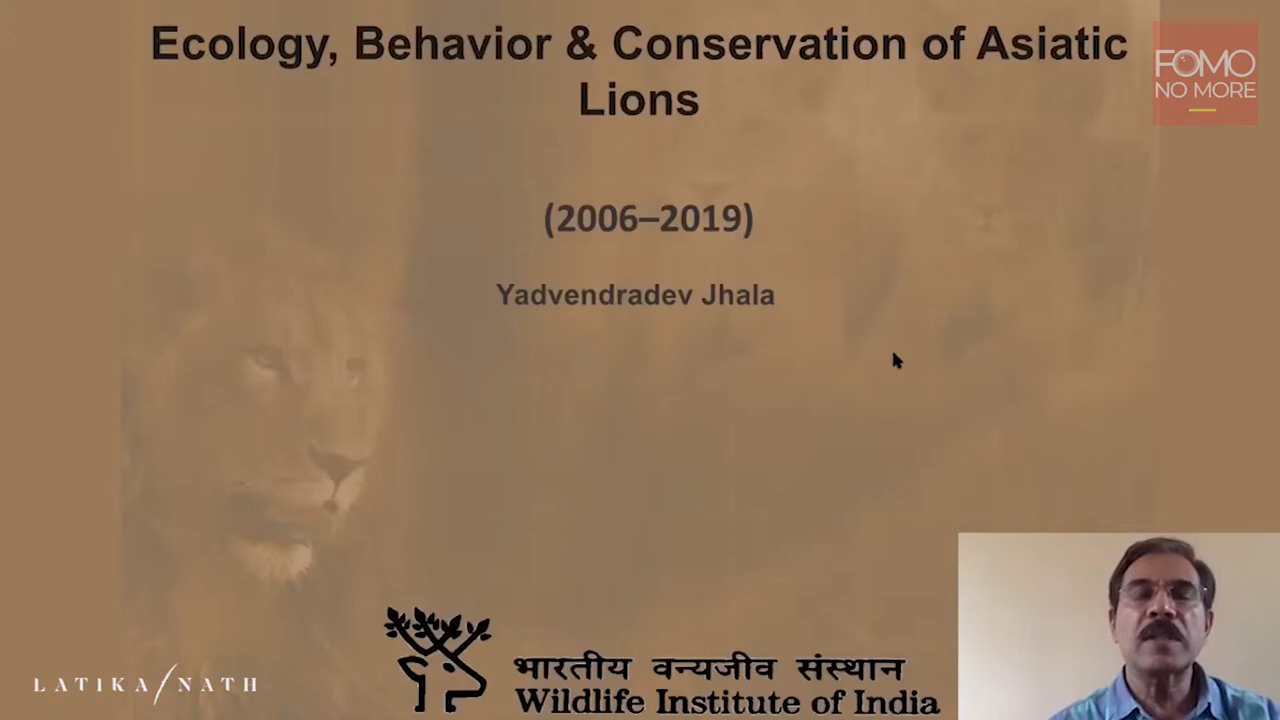 Ecology, Behavior & Conservation of Asiatic
Lions
FOMO
NO MORE
(2006–2019)
Yadvendradev Jhala
LATIKA/NATH
भारतीय वन्यजीव संस्थान
Wildlife Institute of India